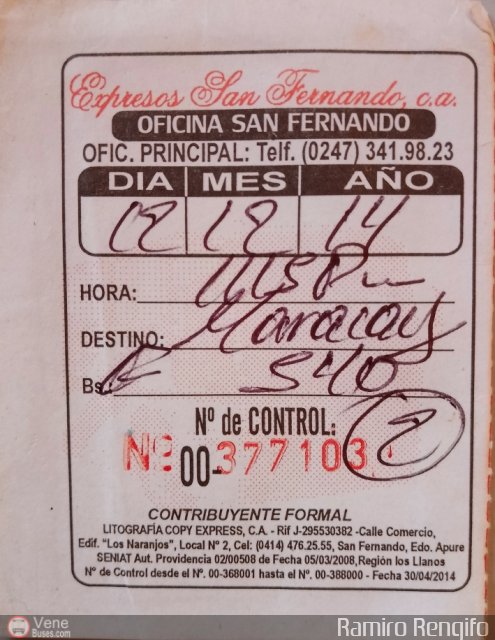 Expresos San Fernando, c.a.
OFICINA SAN FERNANDO
OFIC. PRINCIPAL: Telf. (0247) 341.98.23
DIA MES AÑO
12 12 14
HORA:
DESTINO: Maracay
Bs. 540
Nº de CONTROL:
Nº 00-377103 2
CONTRIBUYENTE FORMAL
LITOGRAFÍA COPY EXPRESS, C.A. - Rif J-295530382 -Calle Comercio,
Edif. "Los Naranjos", Local Nº 2, Cel: (0414) 476.25.55, San Fernando, Edo. Apure
SENIAT Aut. Providencia 02/00508 de Fecha 05/03/2008,Región los Llanos
Nº de Control desde el Nº. 00-368001 hasta el Nº. 00-388000 - Fecha 30/04/2014
Vene
Buses.com
Ramiro Rengifo